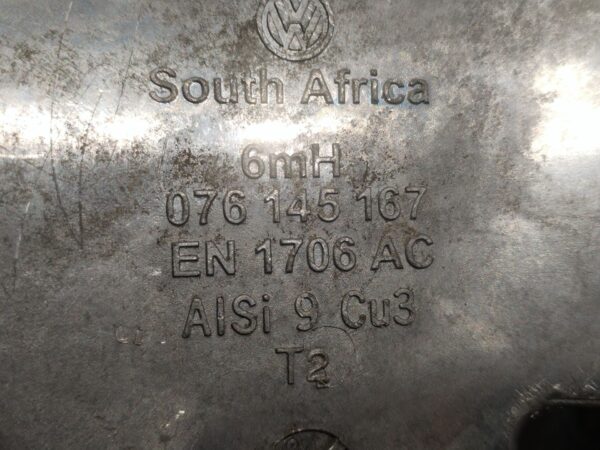 South Africa
6mH
076 145 167
EN 1706 AC
AlSi 9 Cu3
T2